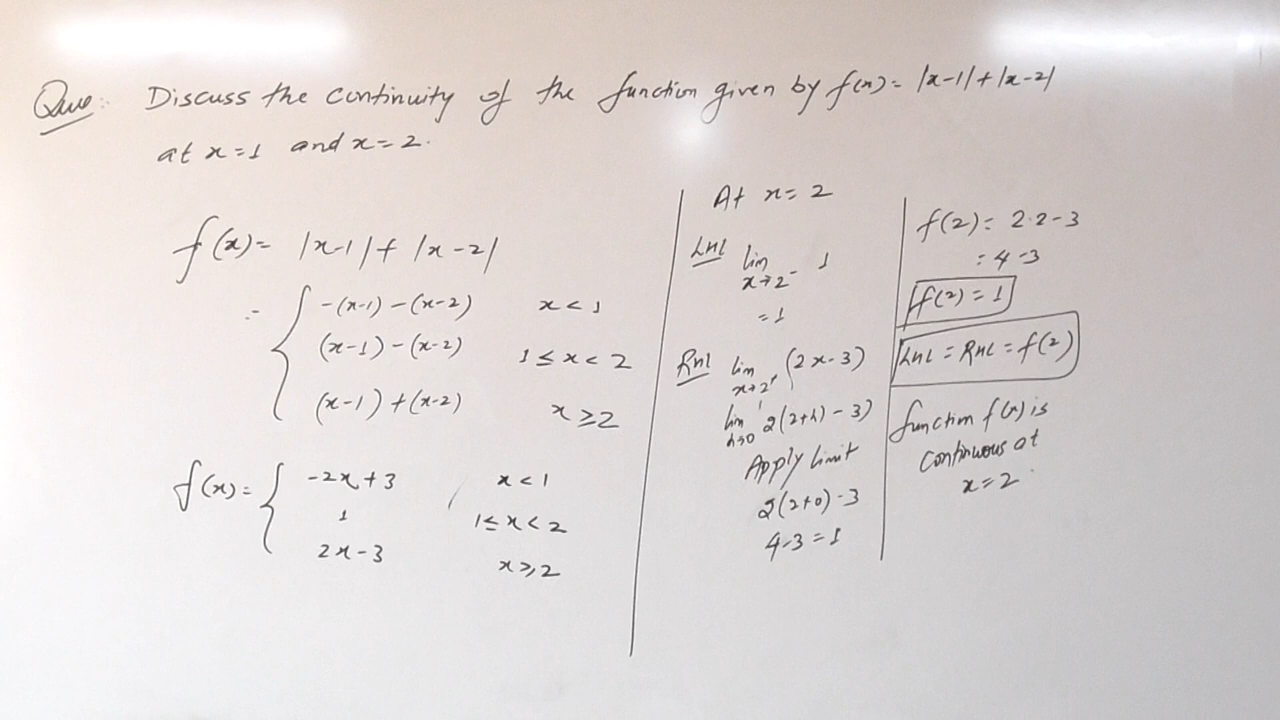 Ques: Discuss the continuity of the function given by f(x) = |x-1|+|x-2|
at x=1 and x=2.
f(x)= |x-1|+ |x-2|
= { -(x-1)-(x-2) x<1
(x-1)-(x-2) 1≤x<2
(x-1)+(x-2) x≥2
f(x)= { -2x+3 x<1
1 1≤x<2
2x-3 x≥2
At x=2
LHL lim x→2⁻ 1
=1
RHL lim x→2⁺ (2x-3)
lim h→0 2(2+h)-3)
Apply limit
2(2+0)-3
4-3=1
f(2)= 2·2-3
=4-3
f(2)=1
LHL=RHL=f(2)
function f(x) is
continuous at
x=2.